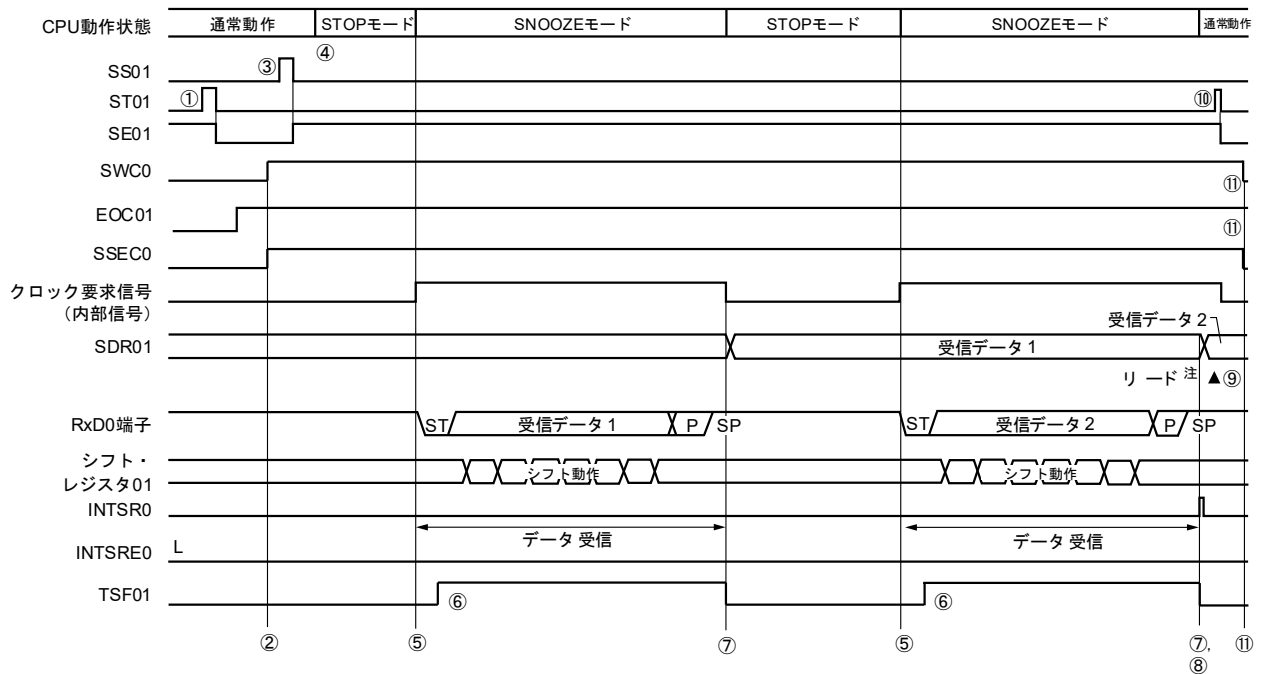 CPU動作状態 通常動作 STOPモード SNOOZEモード STOPモード SNOOZEモード 通常動作
④
SS01 ③
ST01 ① ⑩
SE01
SWC0
⑪
EOC01
⑪
SSEC0
クロック要求信号
(内部信号)
受信データ2
SDR01 受信データ1
リード注 ▲⑨
RxD0端子 ST 受信データ1 P SP ST 受信データ2 P SP
シフト・
レジスタ01
シフト動作 シフト動作
INTSR0
データ受信 データ受信
INTSRE0 L
TSF01 ⑥ ⑥
② ⑤ ⑦ ⑤ ⑦, ⑪
⑧